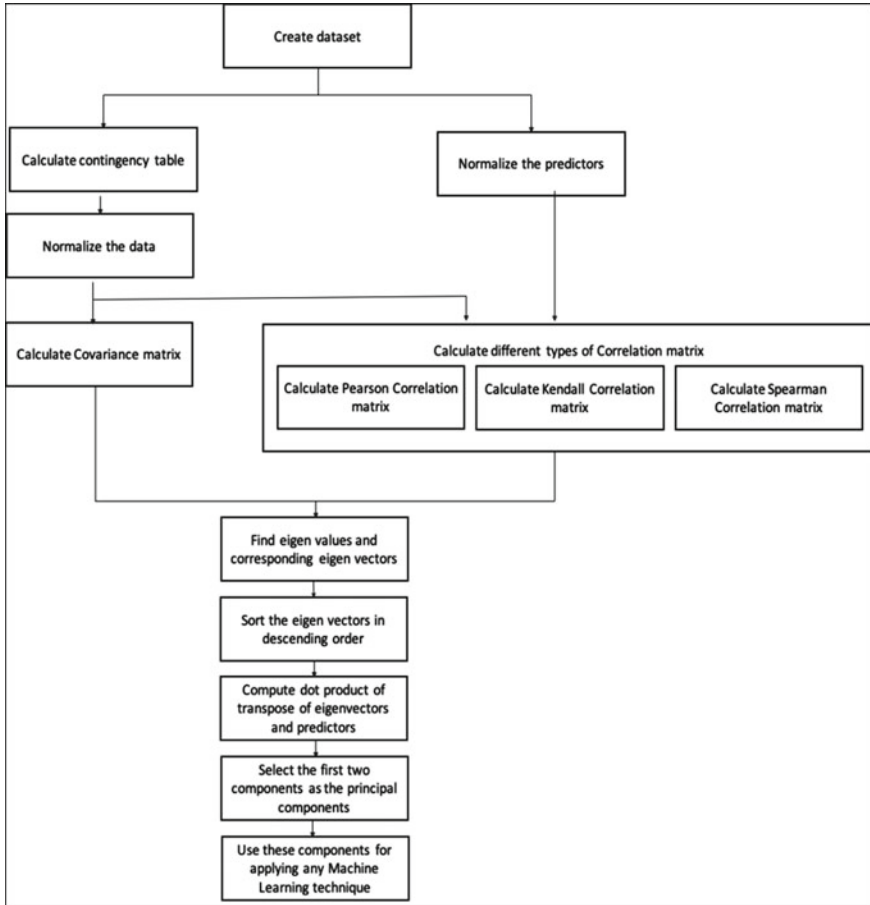 Create dataset
Calculate contingency table
Normalize the predictors
Normalize the data
Calculate Covariance matrix
Calculate different types of Correlation matrix
Calculate Pearson Correlation
matrix
Calculate Kendall Correlation
matrix
Calculate Spearman
Correlation matrix
Find eigen values and
corresponding eigen vectors
Sort the eigen vectors in
descending order
Compute dot product of
transpose of eigenvectors
and predictors
Select the first two
components as the principal
components
Use these components for
applying any Machine
Learning technique